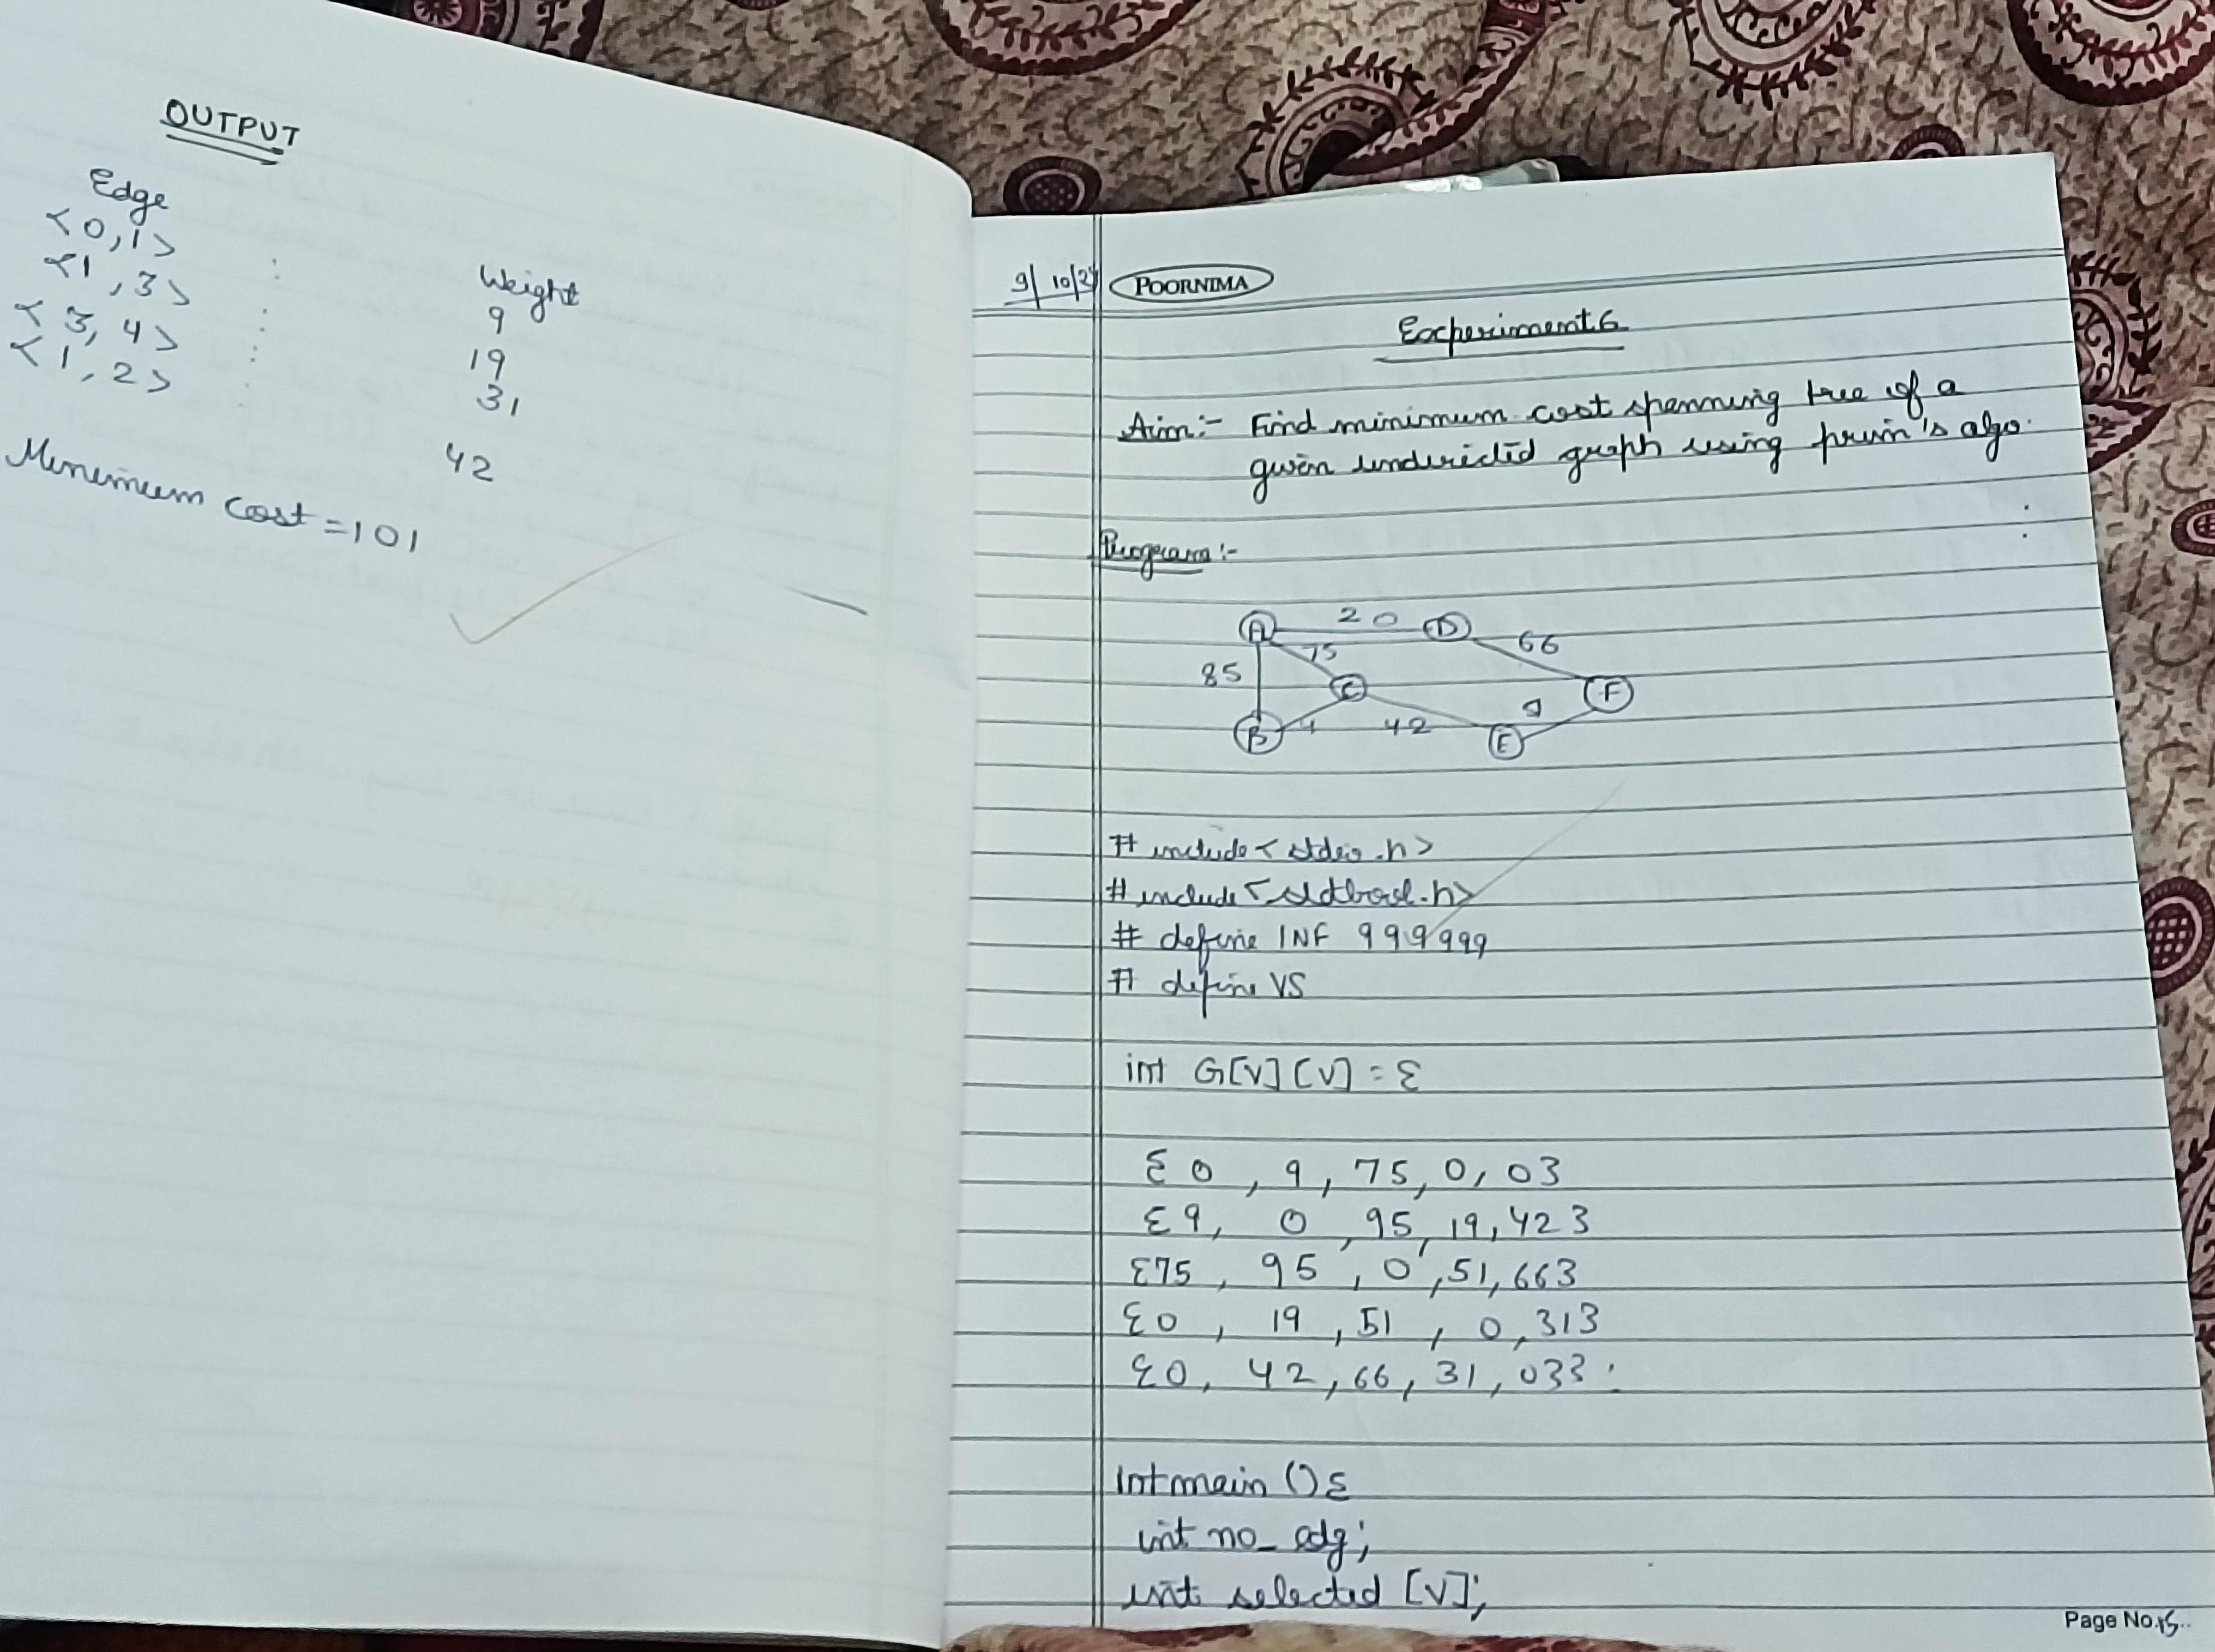 OUTPUT
Edge Weight
<0,1> : 9
<1,3> : 19
<3,4> : 31
<1,2> : 42
Minimum cost = 101
9/10/24 POORNIMA
Experiment 6
Aim:- Find minimum cost spanning tree of a
given undericted graph using prim's algo.
Program:-
A 20 D
75 66
85 C F
9
B 42 E
# include <stdio.h>
# include <stdbool.h>
# define INF 999999
# define V5
int G[V][V] = {
{0, 9, 75, 0, 0}
{9, 0, 95, 19, 42}
{75, 95, 0, 51, 66}
{0, 19, 51, 0, 31}
{0, 42, 66, 31, 0}};
int main () {
int no_edg;
int selected [V];
Page No. 15